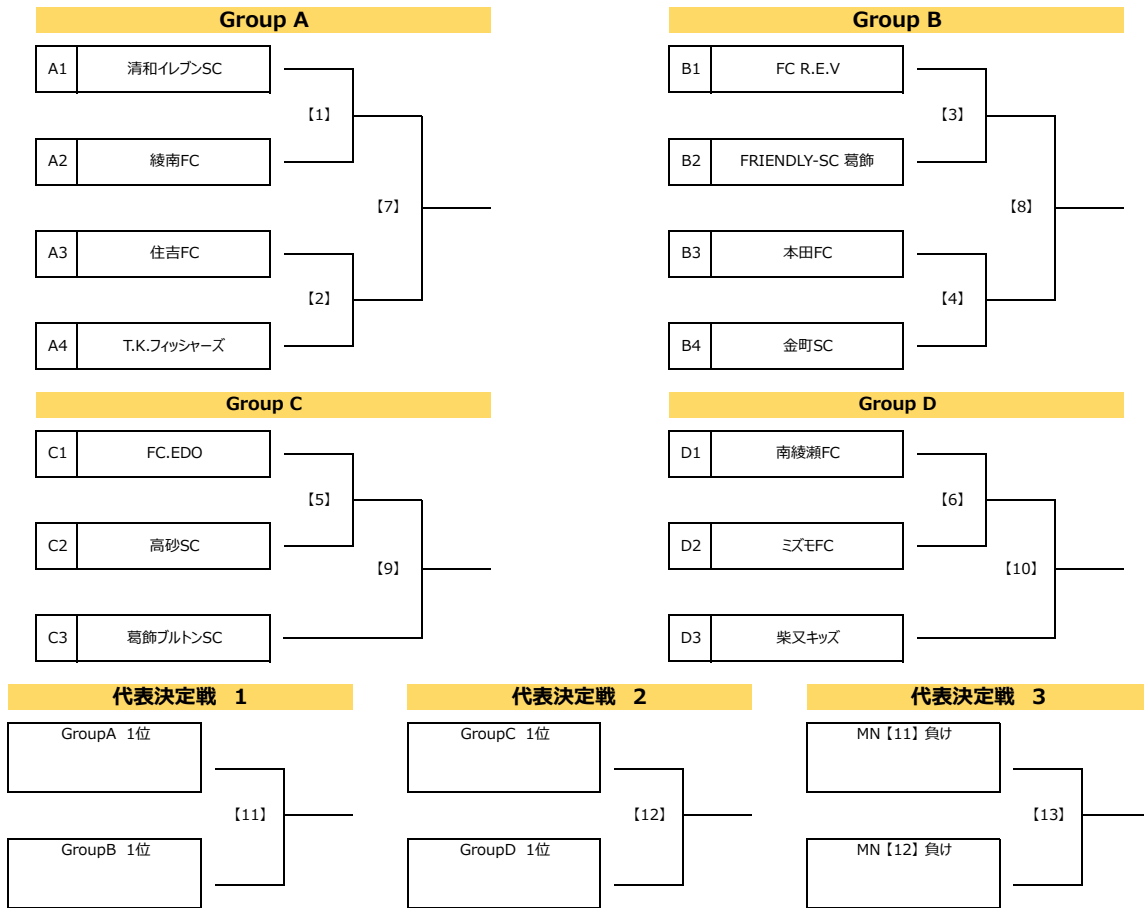 Group A
A1 清和イレブンSC
【1】
A2 綾南FC
【7】
A3 住吉FC
【2】
A4 T.K.フィッシャーズ
Group B
B1 FC R.E.V
【3】
B2 FRIENDLY-SC 葛飾
【8】
B3 本田FC
【4】
B4 金町SC
Group C
C1 FC.EDO
【5】
C2 高砂SC
【9】
C3 葛飾ブルトンSC
Group D
D1 南綾瀬FC
【6】
D2 ミズモFC
【10】
D3 柴又キッズ
代表決定戦 1
GroupA 1位
【11】
GroupB 1位
代表決定戦 2
GroupC 1位
【12】
GroupD 1位
代表決定戦 3
MN【11】負け
【13】
MN【12】負け